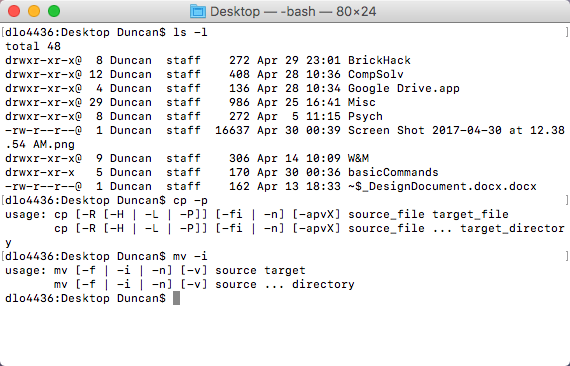 Desktop — -bash — 80×24
[dlo4436:Desktop Duncan$ ls -l ]
total 48
drwxr-xr-x@  8 Duncan  staff    272 Apr 29 23:01 BrickHack
drwxr-xr-x@ 12 Duncan  staff    408 Apr 28 10:36 CompSolv
drwxr-xr-x@  4 Duncan  staff    136 Apr 28 10:34 Google Drive.app
drwxr-xr-x@ 29 Duncan  staff    986 Apr 25 16:41 Misc
drwxr-xr-x@  8 Duncan  staff    272 Apr  5 11:15 Psych
-rw-r--r--@  1 Duncan  staff  16637 Apr 30 00:39 Screen Shot 2017-04-30 at 12.38
.54 AM.png
drwxr-xr-x@  9 Duncan  staff    306 Apr 14 10:09 W&M
drwxr-xr-x   5 Duncan  staff    170 Apr 30 00:36 basicCommands
-rw-r--r--@  1 Duncan  staff    162 Apr 13 18:33 ~$_DesignDocument.docx.docx
[dlo4436:Desktop Duncan$ cp -p ]
usage: cp [-R [-H | -L | -P]] [-fi | -n] [-apvX] source_file target_file
       cp [-R [-H | -L | -P]] [-fi | -n] [-apvX] source_file ... target_director
y
[dlo4436:Desktop Duncan$ mv -i ]
usage: mv [-f | -i | -n] [-v] source target
       mv [-f | -i | -n] [-v] source ... directory
dlo4436:Desktop Duncan$